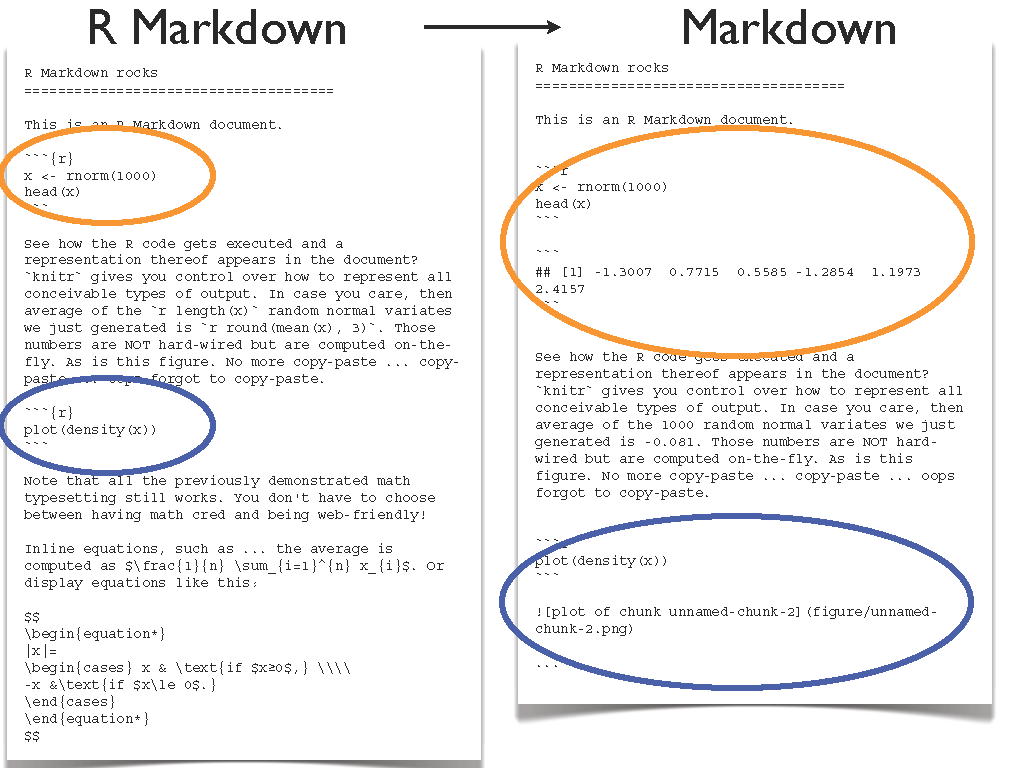 R Markdown
Markdown
R Markdown rocks
=====================================
This is an R Markdown document.
```{r}
x <- rnorm(1000)
head(x)
```
See how the R code gets executed and a
representation thereof appears in the document?
`knitr` gives you control over how to represent all
conceivable types of output. In case you care, then
average of the `r length(x)` random normal variates
we just generated is `r round(mean(x), 3)`. Those
numbers are NOT hard-wired but are computed on-the-
fly. As is this figure. No more copy-paste ... copy-
paste ... oops forgot to copy-paste.
```{r}
plot(density(x))
```
Note that all the previously demonstrated math
typesetting still works. You don't have to choose
between having math cred and being web-friendly!
Inline equations, such as ... the average is
computed as $\frac{1}{n} \sum_{i=1}^{n} x_{i}$. Or
display equations like this:
$$
\begin{equation*}
|x|=
\begin{cases} x & \text{if $x≥0$,} \\\\
-x &\text{if $x\le 0$.}
\end{cases}
\end{equation*}
$$
R Markdown rocks
=====================================
This is an R Markdown document.
```r
x <- rnorm(1000)
head(x)
```
```
## [1] -1.3007  0.7715  0.5585 -1.2854  1.1973
2.4157
```
See how the R code gets executed and a
representation thereof appears in the document?
`knitr` gives you control over how to represent all
conceivable types of output. In case you care, then
average of the 1000 random normal variates we just
generated is -0.081. Those numbers are NOT hard-
wired but are computed on-the-fly. As is this
figure. No more copy-paste ... copy-paste ... oops
forgot to copy-paste.
```r
plot(density(x))
```
![plot of chunk unnamed-chunk-2](figure/unnamed-
chunk-2.png)
```